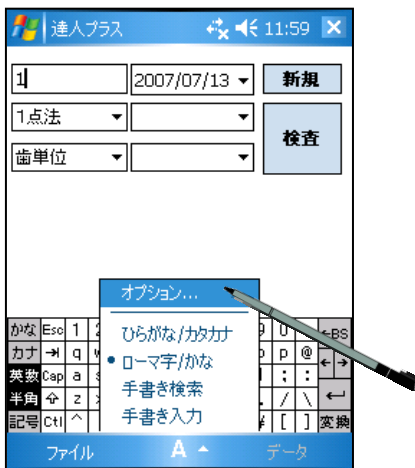 達人プラス 11:59
1 2007/07/13 新規
1点法 検査
歯単位
オプション...
ひらがな/カタカナ
ローマ字/かな
手書き検索
手書き入力
かな Esc 1 0 ←BS
カナ q p @ ← →
英数 Cap a ; :
半角 z . / \
記号 Ctl ^ ¥ [ ] 変換
ファイル A データ